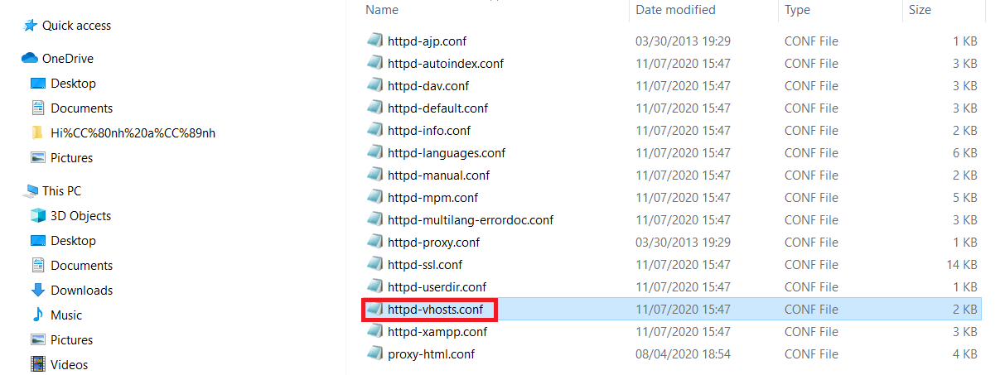 Quick access
OneDrive
Desktop
Documents
Hi%CC%80nh%20a%CC%89nh
Pictures
This PC
3D Objects
Desktop
Documents
Downloads
Music
Pictures
Videos
Name Date modified Type Size
httpd-ajp.conf 03/30/2013 19:29 CONF File 1 KB
httpd-autoindex.conf 11/07/2020 15:47 CONF File 3 KB
httpd-dav.conf 11/07/2020 15:47 CONF File 3 KB
httpd-default.conf 11/07/2020 15:47 CONF File 3 KB
httpd-info.conf 11/07/2020 15:47 CONF File 2 KB
httpd-languages.conf 11/07/2020 15:47 CONF File 6 KB
httpd-manual.conf 11/07/2020 15:47 CONF File 2 KB
httpd-mpm.conf 11/07/2020 15:47 CONF File 5 KB
httpd-multilang-errordoc.conf 11/07/2020 15:47 CONF File 3 KB
httpd-proxy.conf 03/30/2013 19:29 CONF File 1 KB
httpd-ssl.conf 11/07/2020 15:47 CONF File 14 KB
httpd-userdir.conf 11/07/2020 15:47 CONF File 1 KB
httpd-vhosts.conf 11/07/2020 15:47 CONF File 2 KB
httpd-xampp.conf 11/07/2020 15:47 CONF File 3 KB
proxy-html.conf 08/04/2020 18:54 CONF File 4 KB